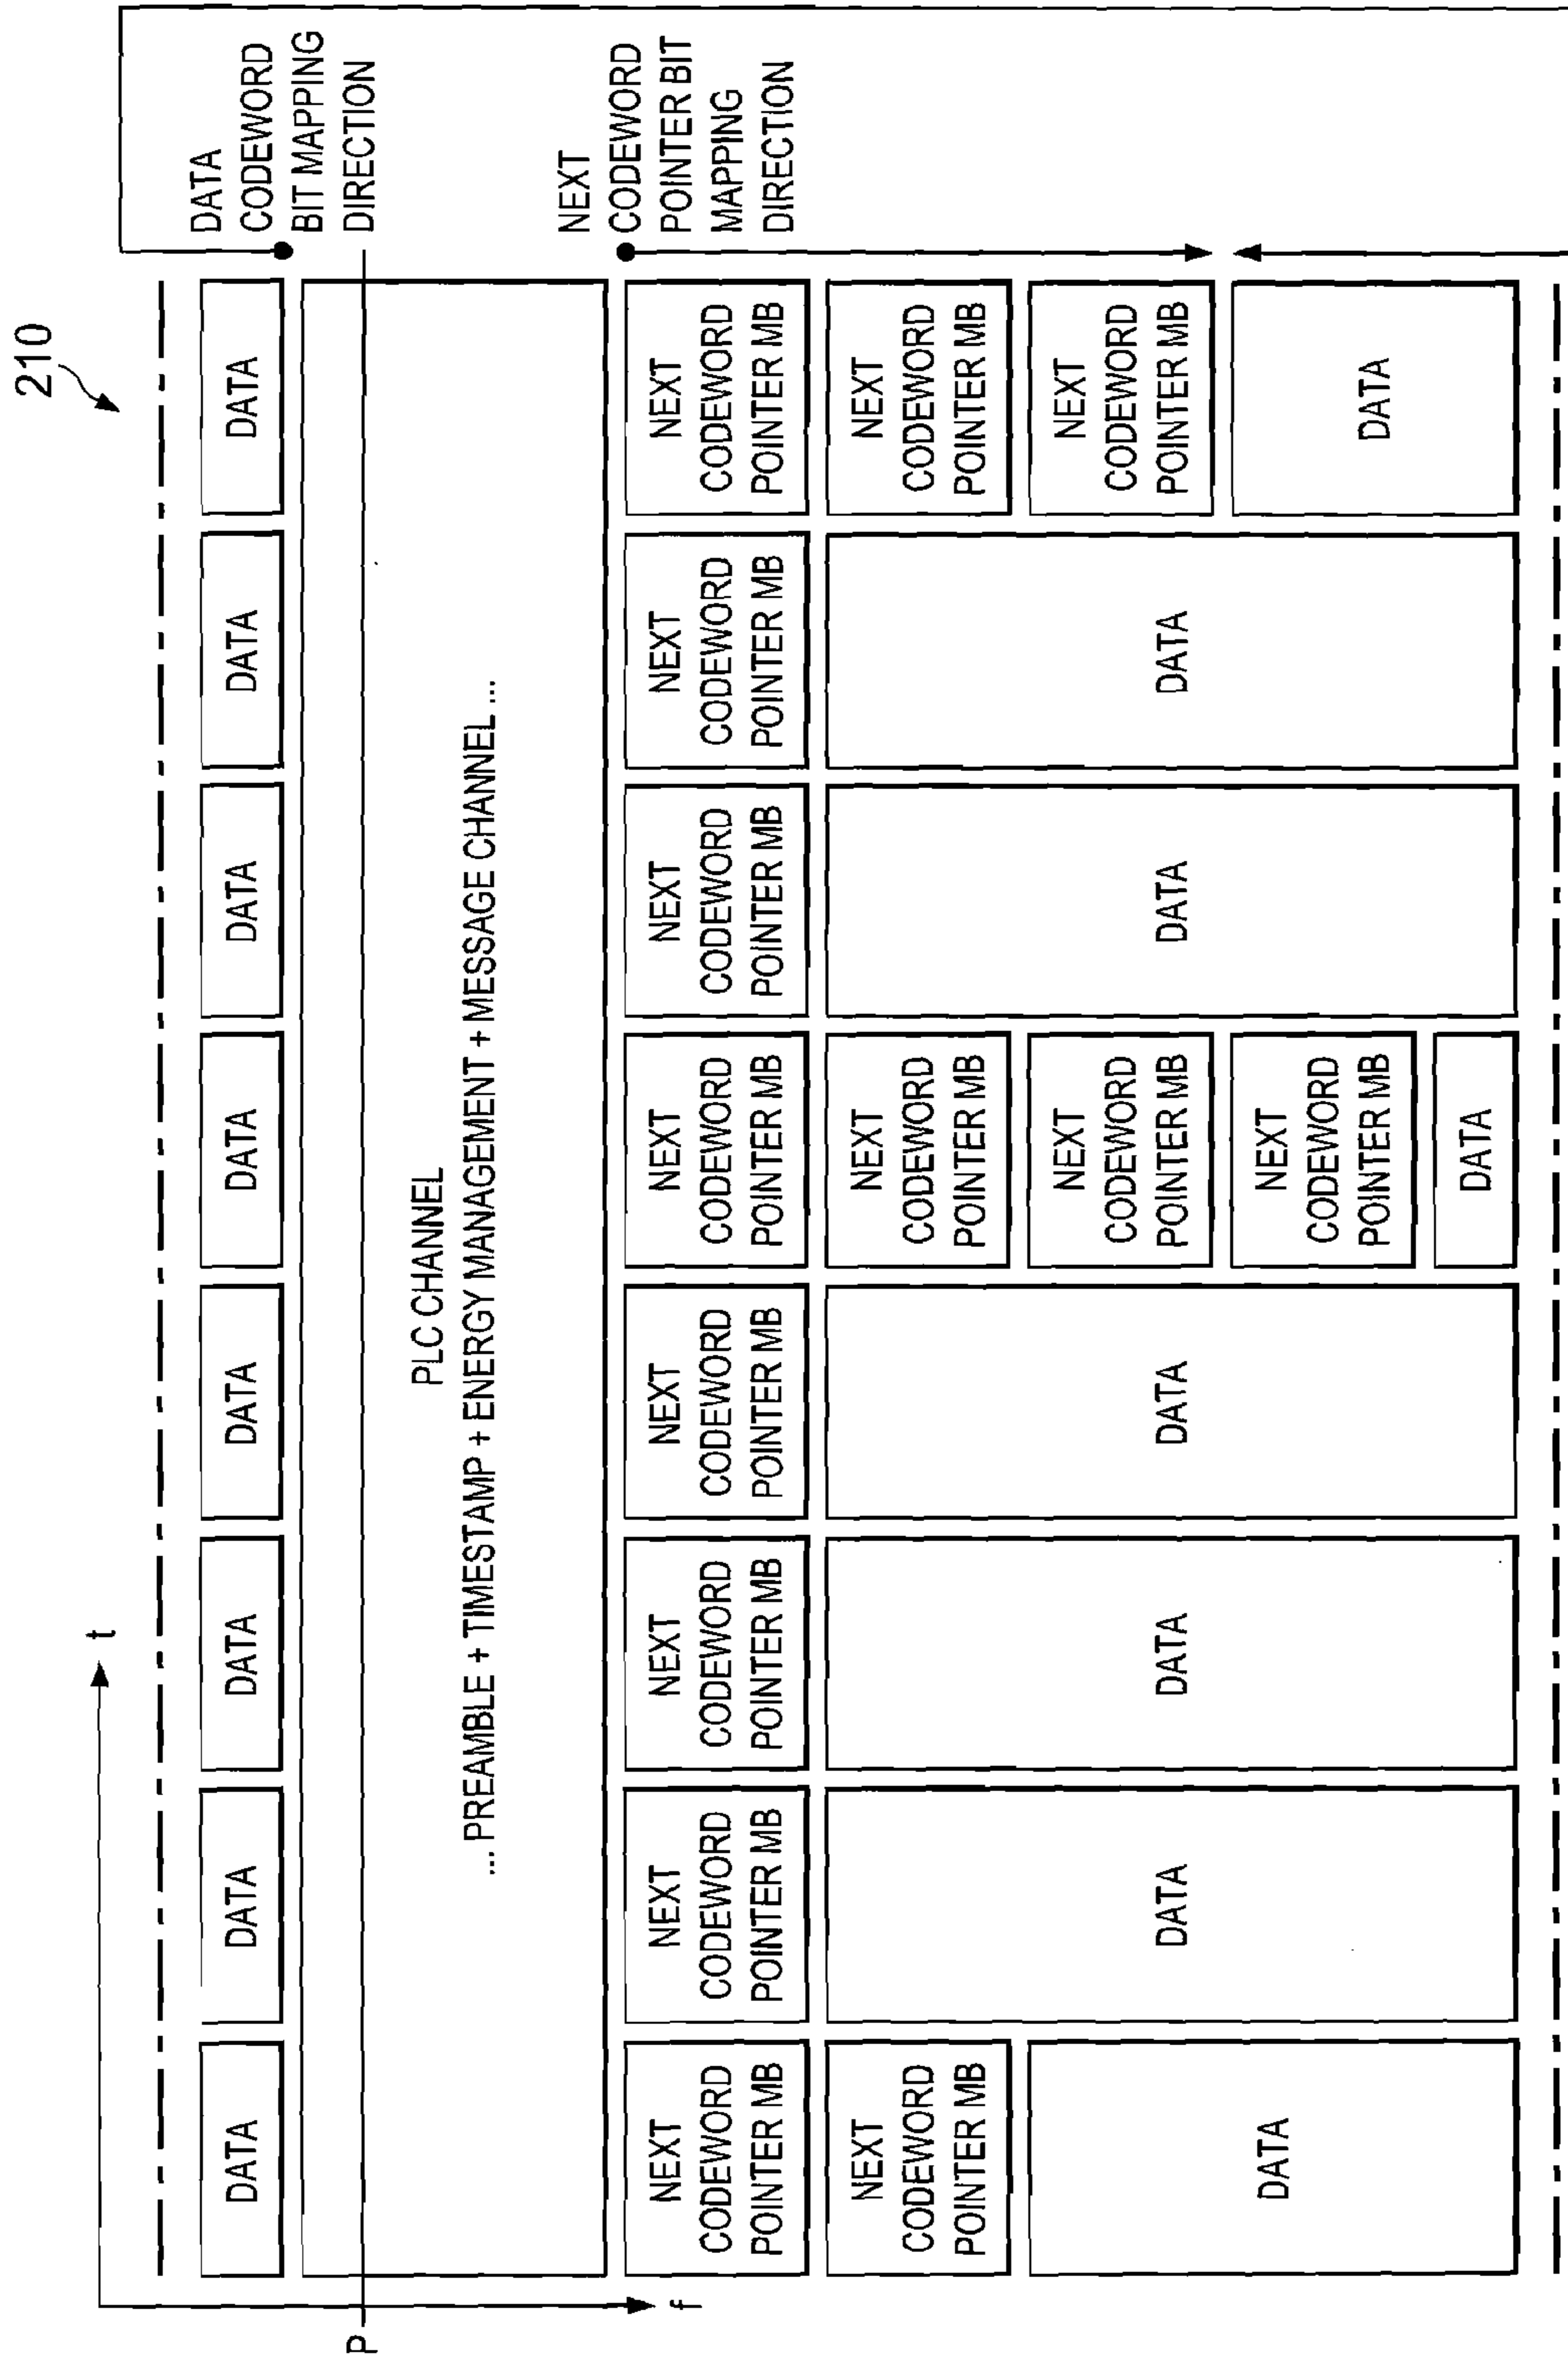 210
t
DATA
DATA
DATA
DATA
DATA
DATA
DATA
DATA
DATA
CODEWORD
BIT MAPPING
DIRECTION
P
PLC CHANNEL
... PREAMBLE + TIMESTAMP + ENERGY MANAGEMENT + MESSAGE CHANNEL ...
f
NEXT
CODEWORD
POINTER BIT
MAPPING
DIRECTION
NEXT
CODEWORD
POINTER MB
NEXT
CODEWORD
POINTER MB
NEXT
CODEWORD
POINTER MB
NEXT
CODEWORD
POINTER MB
NEXT
CODEWORD
POINTER MB
NEXT
CODEWORD
POINTER MB
NEXT
CODEWORD
POINTER MB
NEXT
CODEWORD
POINTER MB
NEXT
CODEWORD
POINTER MB
DATA
DATA
DATA
NEXT
CODEWORD
POINTER MB
DATA
DATA
NEXT
CODEWORD
POINTER MB
DATA
NEXT
CODEWORD
POINTER MB
NEXT
CODEWORD
POINTER MB
NEXT
CODEWORD
POINTER MB
DATA
DATA